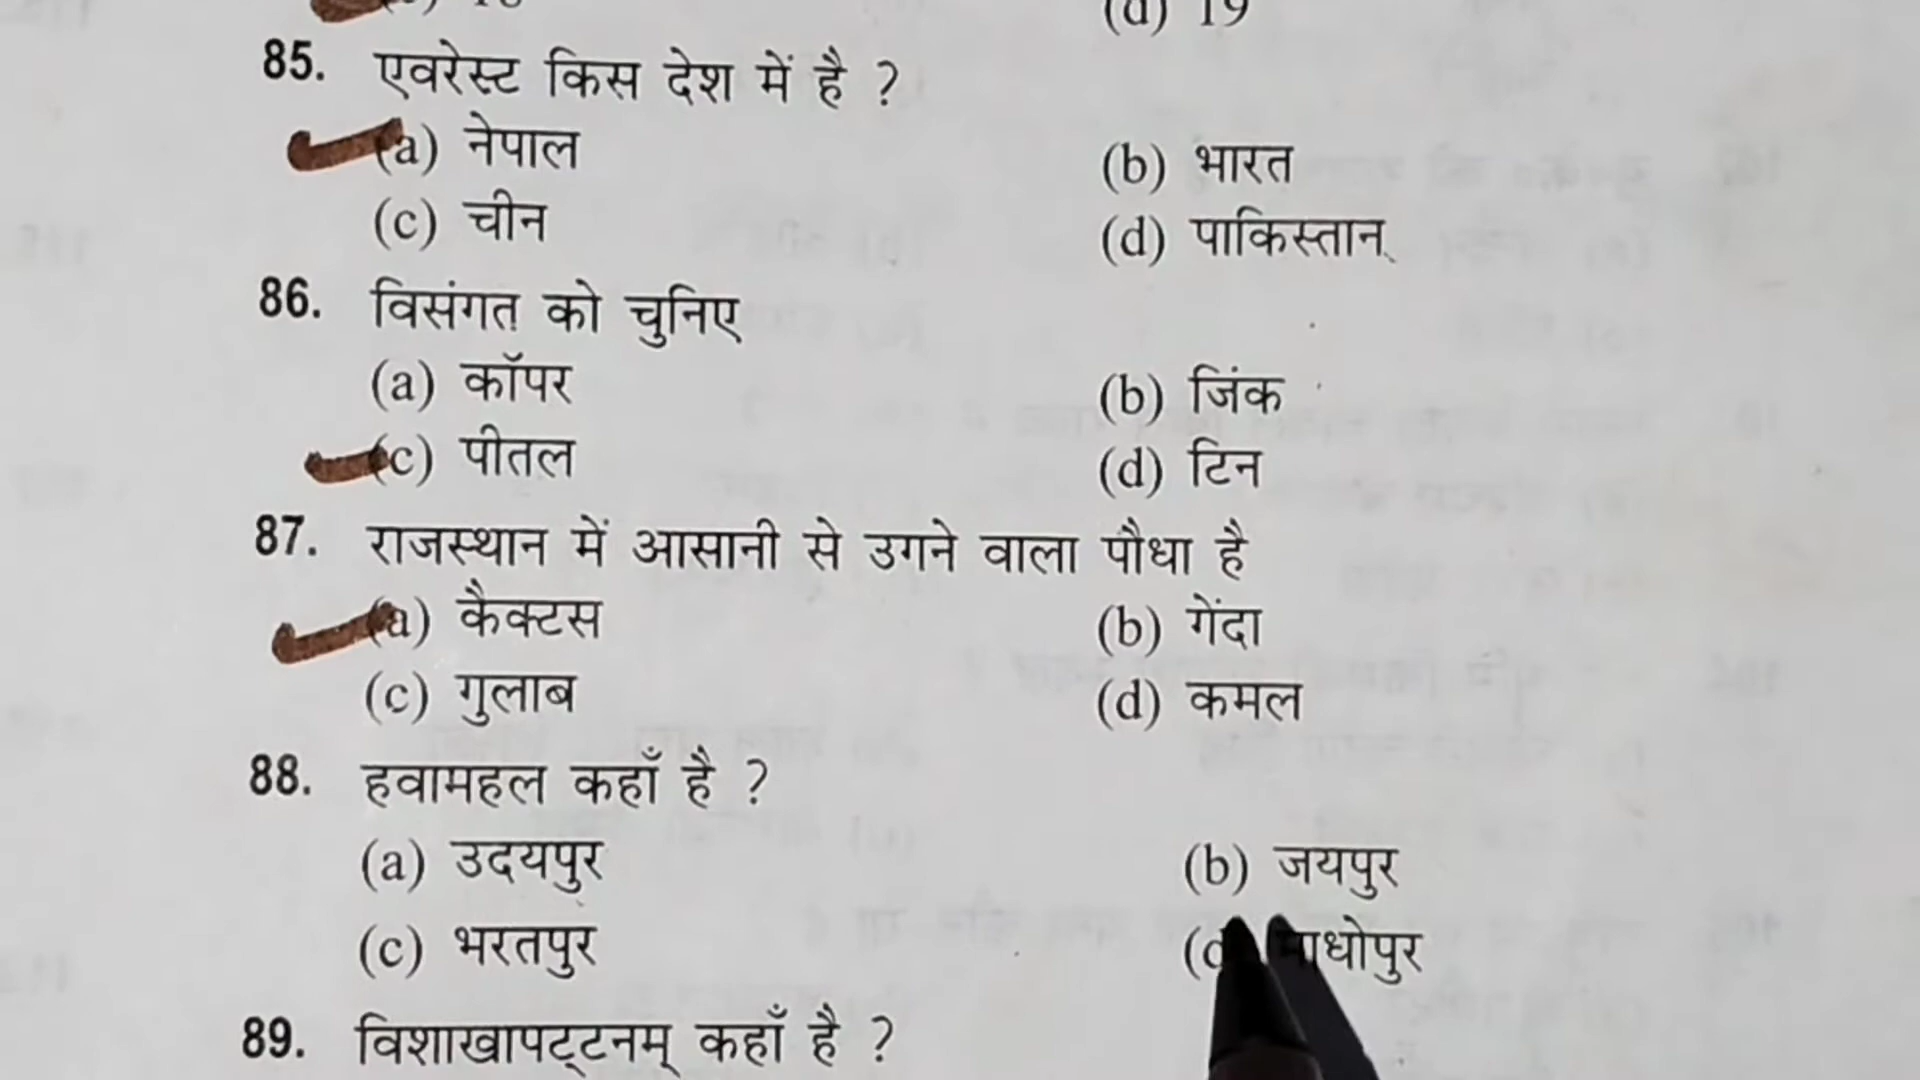 (d) 19
85. एवरेस्ट किस देश में है ?
(a) नेपाल (b) भारत
(c) चीन (d) पाकिस्तान
86. विसंगत को चुनिए
(a) कॉपर (b) जिंक
(c) पीतल (d) टिन
87. राजस्थान में आसानी से उगने वाला पौधा है
(a) कैक्टस (b) गेंदा
(c) गुलाब (d) कमल
88. हवामहल कहाँ है ?
(a) उदयपुर (b) जयपुर
(c) भरतपुर (d माधोपुर
89. विशाखापट्टनम् कहाँ है ?